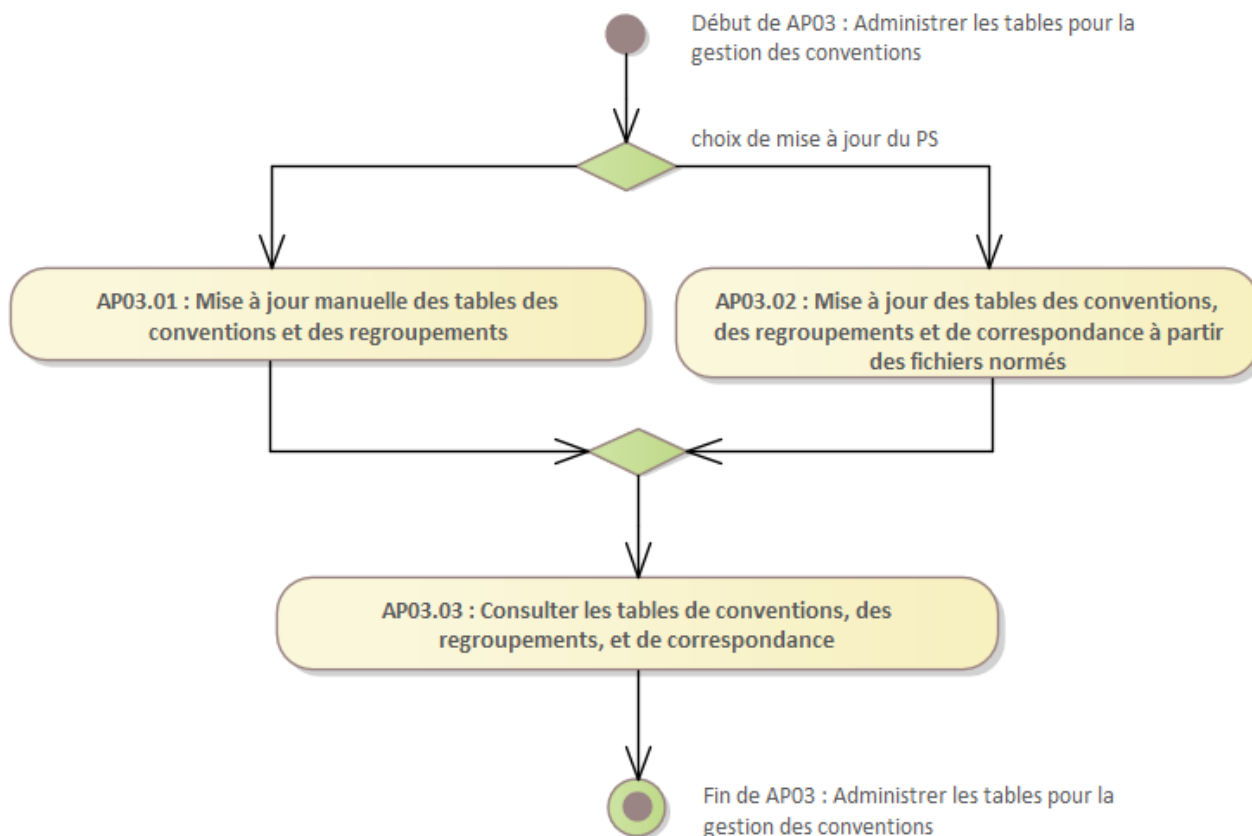 Début de AP03 : Administrer les tables pour la
gestion des conventions
choix de mise à jour du PS
AP03.01 : Mise à jour manuelle des tables des
conventions et des regroupements
AP03.02 : Mise à jour des tables des conventions,
des regroupements et de correspondance à partir
des fichiers normés
AP03.03 : Consulter les tables de conventions, des
regroupements, et de correspondance
Fin de AP03 : Administrer les tables pour la
gestion des conventions